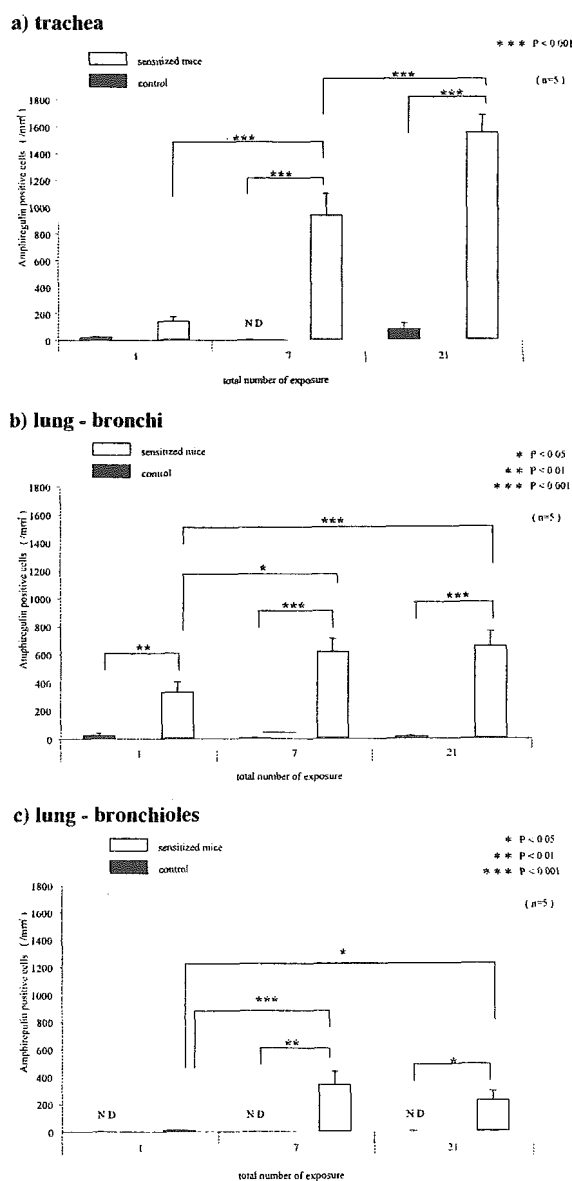 a) trachea
*** P < 0.001
sensitized mice
control
( n=5 )
Amphiregulin positive cells ( /mm² )
1800
1600
1400
1200
1000
800
600
400
200
0
***
***
***
***
N D
1
7
21
total number of exposure
b) lung - bronchi
sensitized mice
control
* P < 0.05
** P < 0.01
*** P < 0.001
( n=5 )
Amphiregulin positive cells ( /mm² )
1800
1600
1400
1200
1000
800
600
400
200
0
***
*
***
***
**
1
7
21
total number of exposure
c) lung - bronchioles
sensitized mice
control
* P < 0.05
** P < 0.01
*** P < 0.001
( n=5 )
Amphiregulin positive cells ( /mm² )
1800
1600
1400
1200
1000
800
600
400
200
0
*
***
**
*
N D
N D
N D
1
7
21
total number of exposure